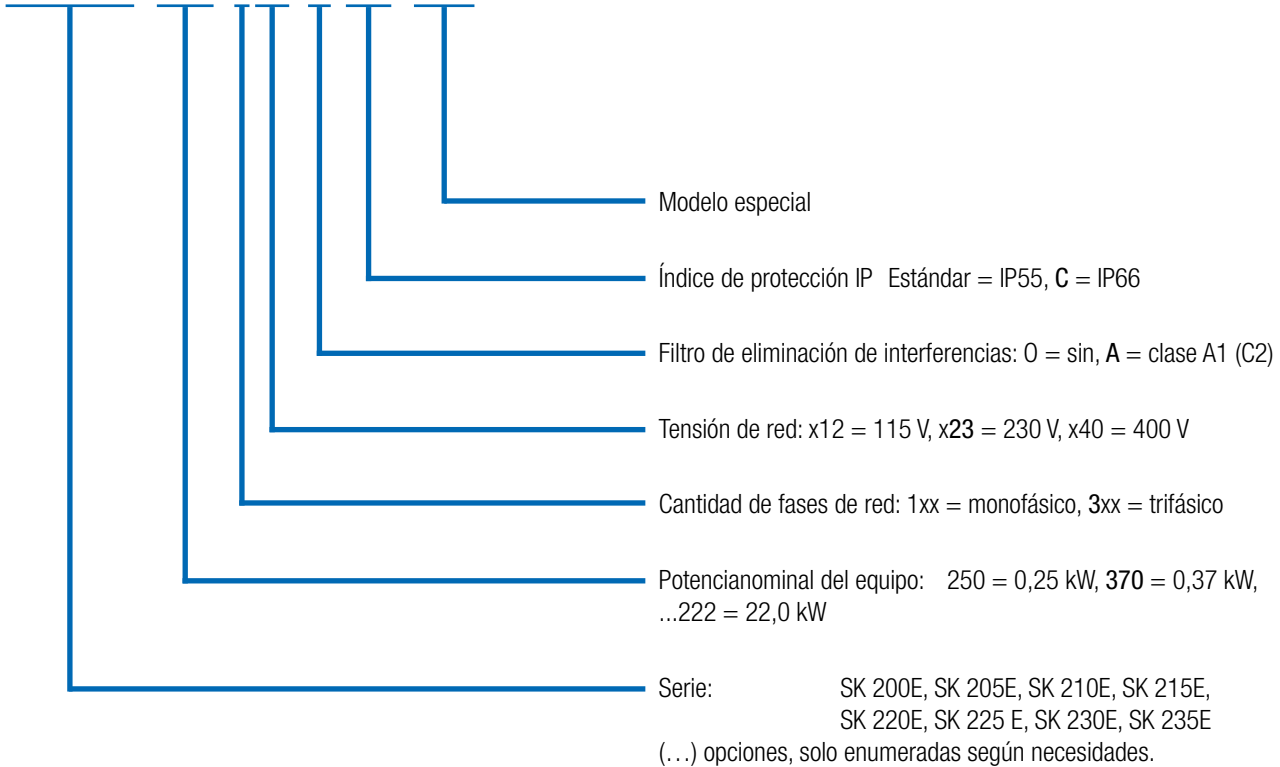 Modelo especial
Índice de protección IP Estándar = IP55, C = IP66
Filtro de eliminación de interferencias: O = sin, A = clase A1 (C2)
Tensión de red: x12 = 115 V, x23 = 230 V, x40 = 400 V
Cantidad de fases de red: 1xx = monofásico, 3xx = trifásico
Potencianominal del equipo: 250 = 0,25 kW, 370 = 0,37 kW,
...222 = 22,0 kW
Serie: SK 200E, SK 205E, SK 210E, SK 215E,
SK 220E, SK 225 E, SK 230E, SK 235E
(…) opciones, solo enumeradas según necesidades.